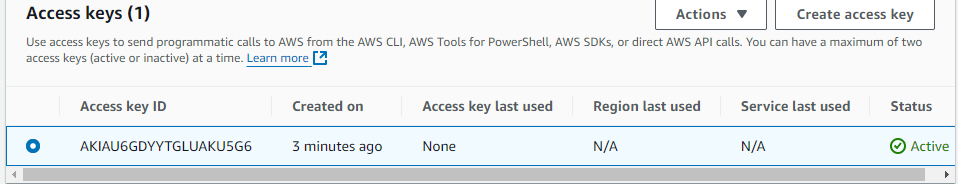 Access keys (1)
Actions
Create access key
Use access keys to send programmatic calls to AWS from the AWS CLI, AWS Tools for PowerShell, AWS SDKs, or direct AWS API calls. You can have a maximum of two
access keys (active or inactive) at a time. Learn more
Access key ID Created on Access key last used Region last used Service last used Status
AKIAU6GDYYTGLUAKU5G6 3 minutes ago None N/A N/A Active